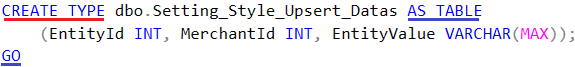 CREATE TYPE dbo.Setting_Style_Upsert_Datas AS TABLE
(EntityId INT, MerchantId INT, EntityValue VARCHAR(MAX));
GO